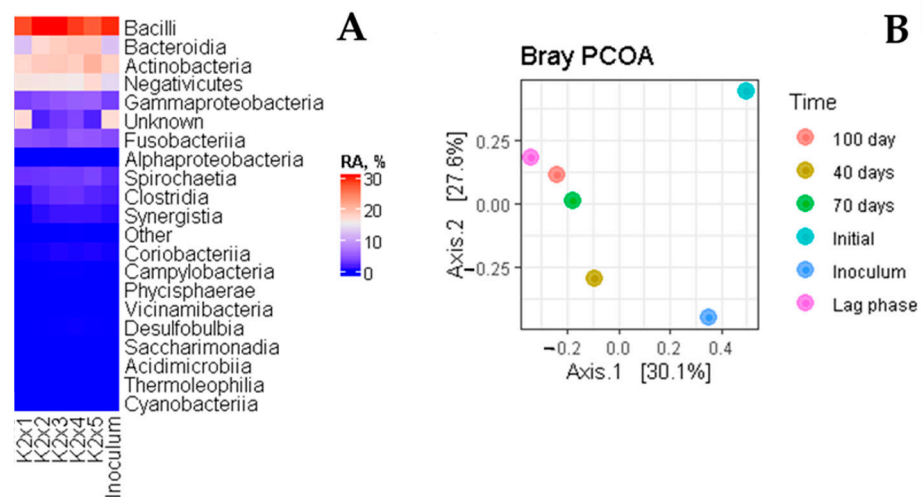 A
Bacilli
Bacteroidia
Actinobacteria
Negativicutes
Gammaproteobacteria
Unknown
Fusobacteriia
Alphaproteobacteria
Spirochaetia
Clostridia
Synergistia
Other
Coriobacteriia
Campylobacteria
Phycisphaerae
Vicinamibacteria
Desulfobulbia
Saccharimonadia
Acidimicrobiia
Thermoleophilia
Cyanobacteriia
K2x1
K2x2
K2x3
K2x4
K2x5
Inoculum
RA, %
30
20
10
0
B
Bray PCOA
Axis.2 [27.6%]
0.25
0.00
−0.25
−0.2 0.0 0.2 0.4
Axis.1 [30.1%]
Time
100 day
40 days
70 days
Initial
Inoculum
Lag phase